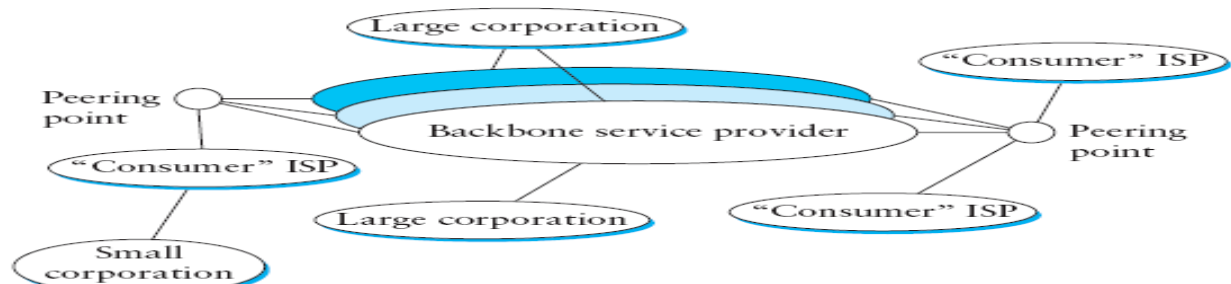 Large corporation
“Consumer” ISP
Peering
point
Backbone service provider
Peering
point
“Consumer” ISP
Large corporation
“Consumer” ISP
Small
corporation